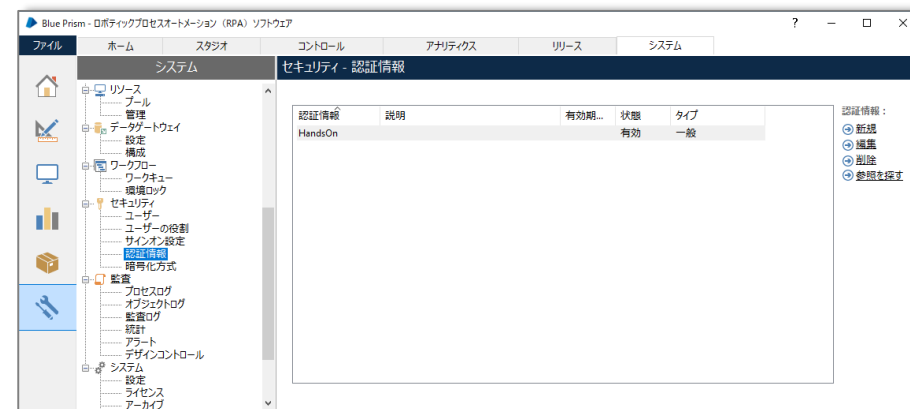 Blue Prism - ロボティックプロセスオートメーション（RPA）ソフトウェア
?
ファイル ホーム スタジオ コントロール アナリティクス リリース システム
システム
セキュリティ - 認証情報
リソース
プール
管理
データゲートウェイ
設定
構成
ワークフロー
ワークキュー
環境ロック
セキュリティ
ユーザー
ユーザーの役割
サインオン設定
認証情報
暗号化方式
監査
プロセスログ
オブジェクトログ
監査ログ
統計
アラート
デザインコントロール
システム
設定
ライセンス
アーカイブ
認証情報 説明 有効期... 状態 タイプ
HandsOn 有効 一般
認証情報：
新規
編集
削除
参照を探す